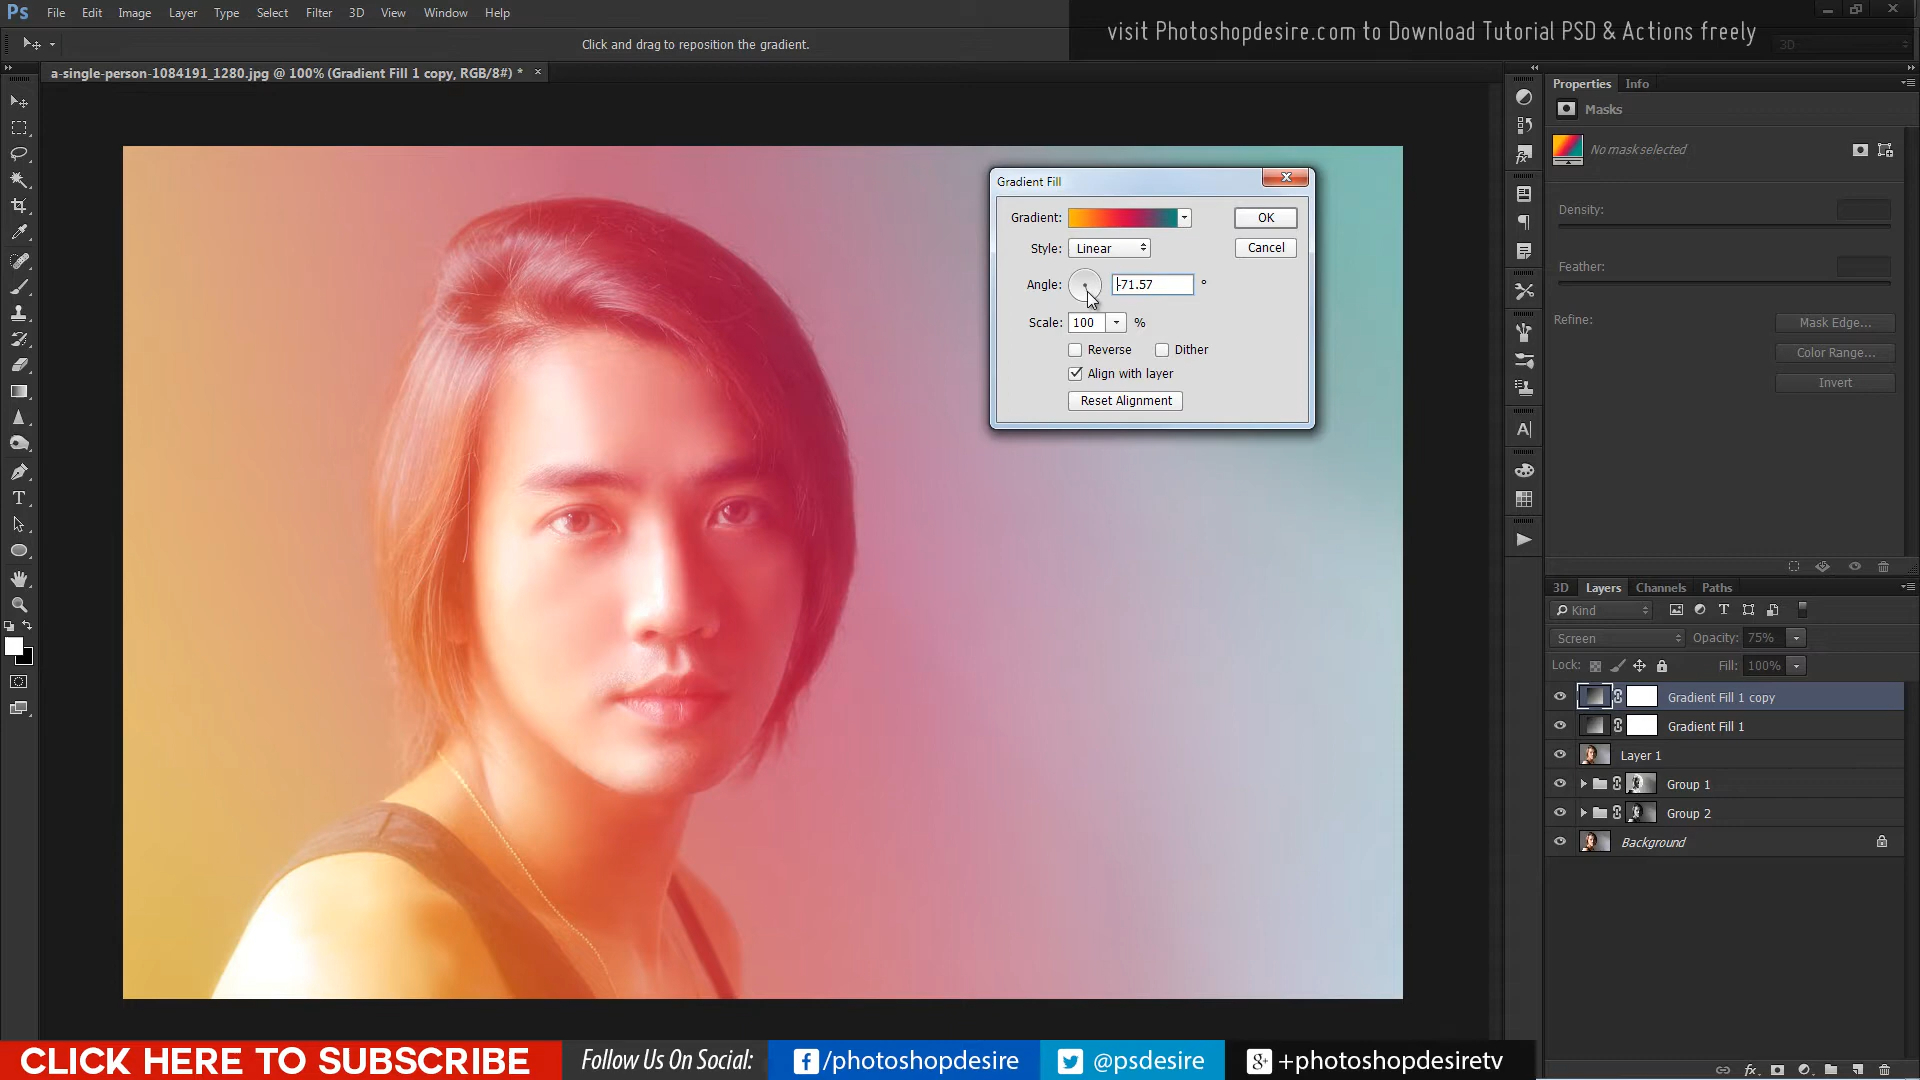 Ps File Edit Image Layer Type Select Filter 3D View Window Help
visit Photoshopdesire.com to Download Tutorial PSD & Actions freely
Click and drag to reposition the gradient.
3D
a-single-person-1084191_1280.jpg @ 100% (Gradient Fill 1 copy, RGB/8#) * ×
Properties Info
Masks
No mask selected
Density:
Feather:
Refine:
Mask Edge...
Color Range...
Invert
Gradient Fill
Gradient:
OK
Style: Linear
Cancel
Angle: -71.57 °
Scale: 100 %
Reverse Dither
Align with layer
Reset Alignment
3D Layers Channels Paths
Kind
Screen Opacity: 75%
Lock: Fill: 100%
Gradient Fill 1 copy
Gradient Fill 1
Layer 1
Group 1
Group 2
Background
CLICK HERE TO SUBSCRIBE
Follow Us On Social:
/photoshopdesire
@psdesire
+photoshopdesiretv